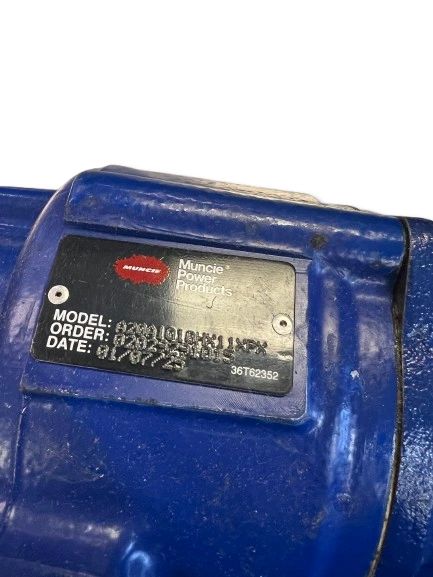 MUNCIE
Muncie®
Power
Products
MODEL:
ORDER:
DATE: 01/07/25
36T62352